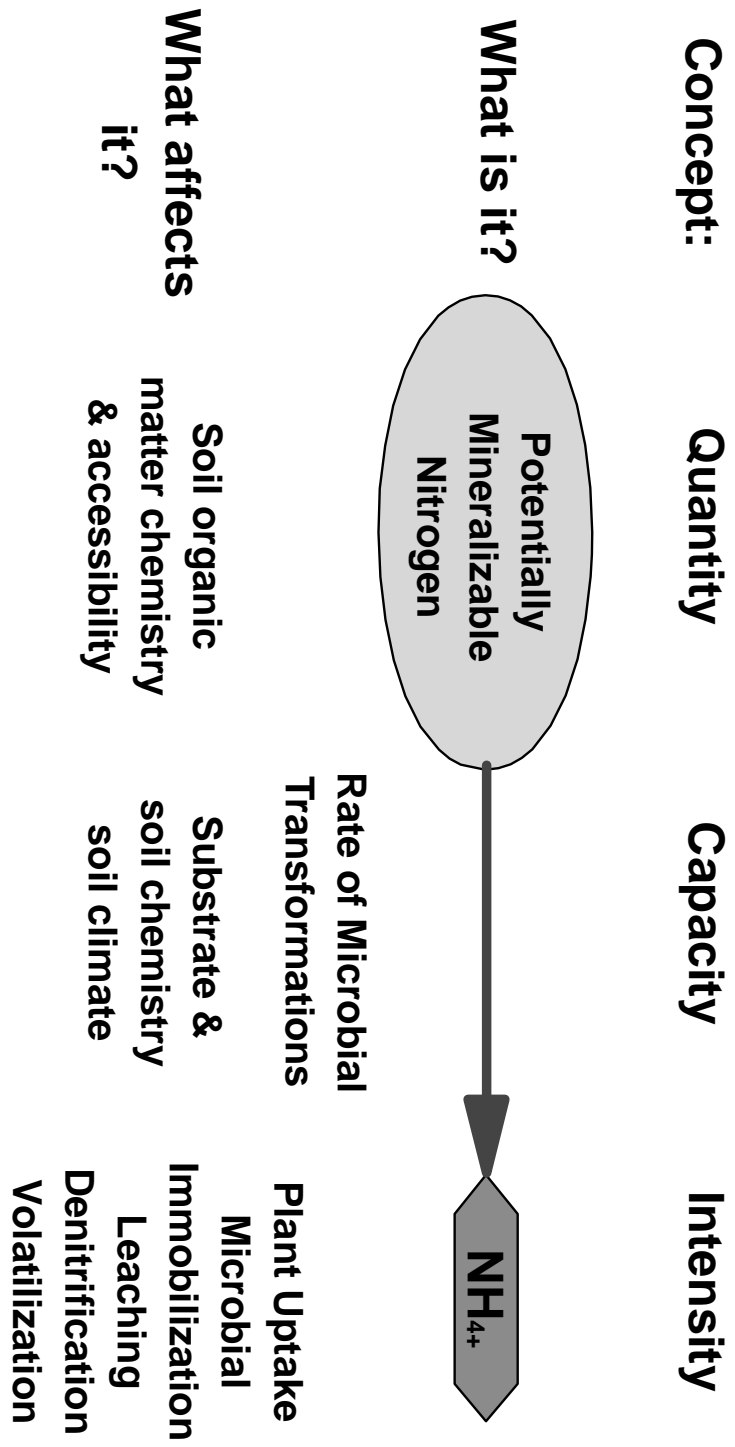 Concept:
Quantity
Capacity
Intensity
What is it?
Potentially
Mineralizable
Nitrogen
Rate of Microbial
Transformations
NH4+
What affects
it?
Soil organic
matter chemistry
& accessibility
Substrate &
soil chemistry
soil climate
Plant Uptake
Microbial
Immobilization
Leaching
Denitrification
Volatilization